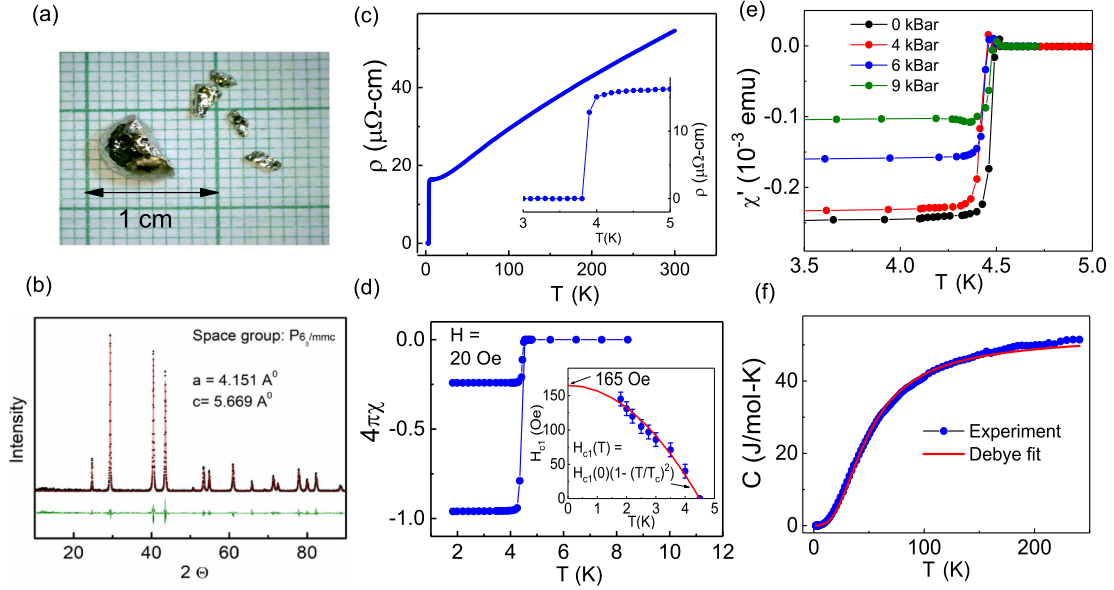 (a)
1 cm
(b)
Space group: P6₃/mmc
a = 4.151 A⁰
c= 5.669 A⁰
Intensity
20
40
60
80
2 Θ
(c)
ρ (μΩ-cm)
40
20
0
0
100
200
300
T (K)
10
0
ρ (μΩ-cm)
3
4
5
T(K)
(d)
H =
20 Oe
0.0
-0.5
-1.0
4πχ
2
4
6
8
10
12
T (K)
165 Oe
150
100
50
0
H_c1 (Oe)
H_c1(T) =
H_c1(0)(1- (T/T_c)²)
0
1
2
3
4
5
T(K)
(e)
0 kBar
4 kBar
6 kBar
9 kBar
0.0
-0.1
-0.2
χ' (10⁻³ emu)
3.5
4.0
4.5
5.0
T (K)
(f)
C (J/mol-K)
40
20
0
Experiment
Debye fit
0
100
200
T (K)